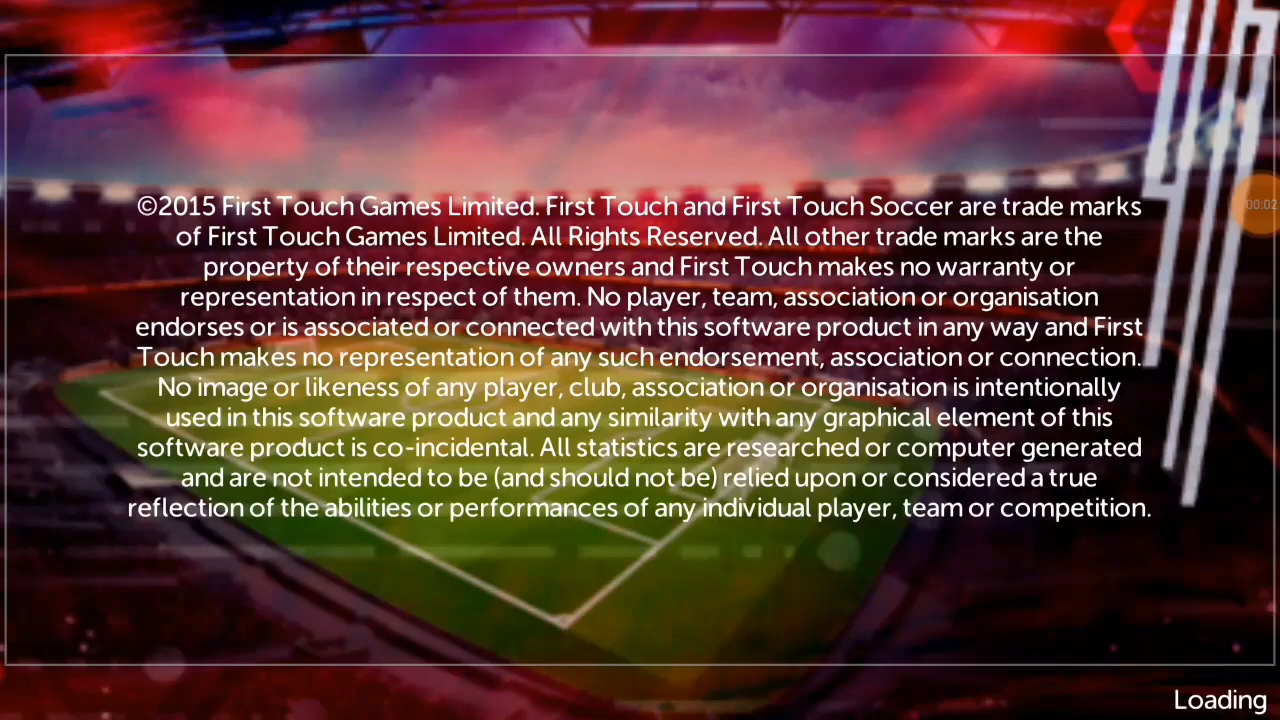 ©2015 First Touch Games Limited. First Touch and First Touch Soccer are trade marks
of First Touch Games Limited. All Rights Reserved. All other trade marks are the
property of their respective owners and First Touch makes no warranty or
representation in respect of them. No player, team, association or organisation
endorses or is associated or connected with this software product in any way and First
Touch makes no representation of any such endorsement, association or connection.
No image or likeness of any player, club, association or organisation is intentionally
used in this software product and any similarity with any graphical element of this
software product is co-incidental. All statistics are researched or computer generated
and are not intended to be (and should not be) relied upon or considered a true
reflection of the abilities or performances of any individual player, team or competition.
00:02
Loading